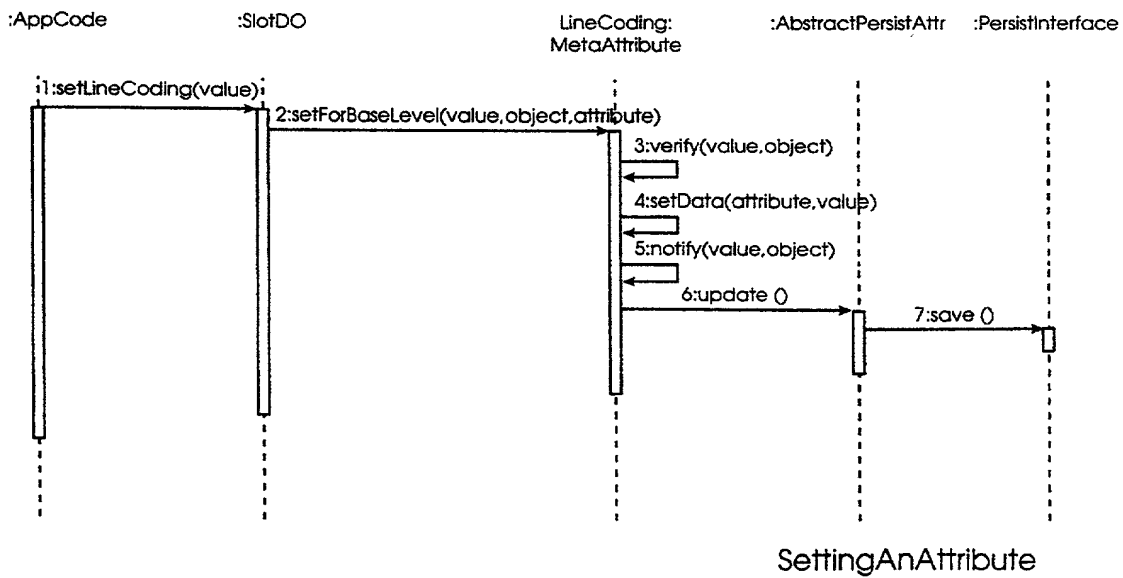 :AppCode
:SlotDO
LineCoding:
MetaAttribute
:AbstractPersistAttr
:PersistInterface
1:setLineCoding(value)
2:setForBaseLevel(value,object,attribute)
3:verify(value,object)
4:setData(attribute,value)
5:notify(value,object)
6:update ()
7:save ()
SettingAnAttribute